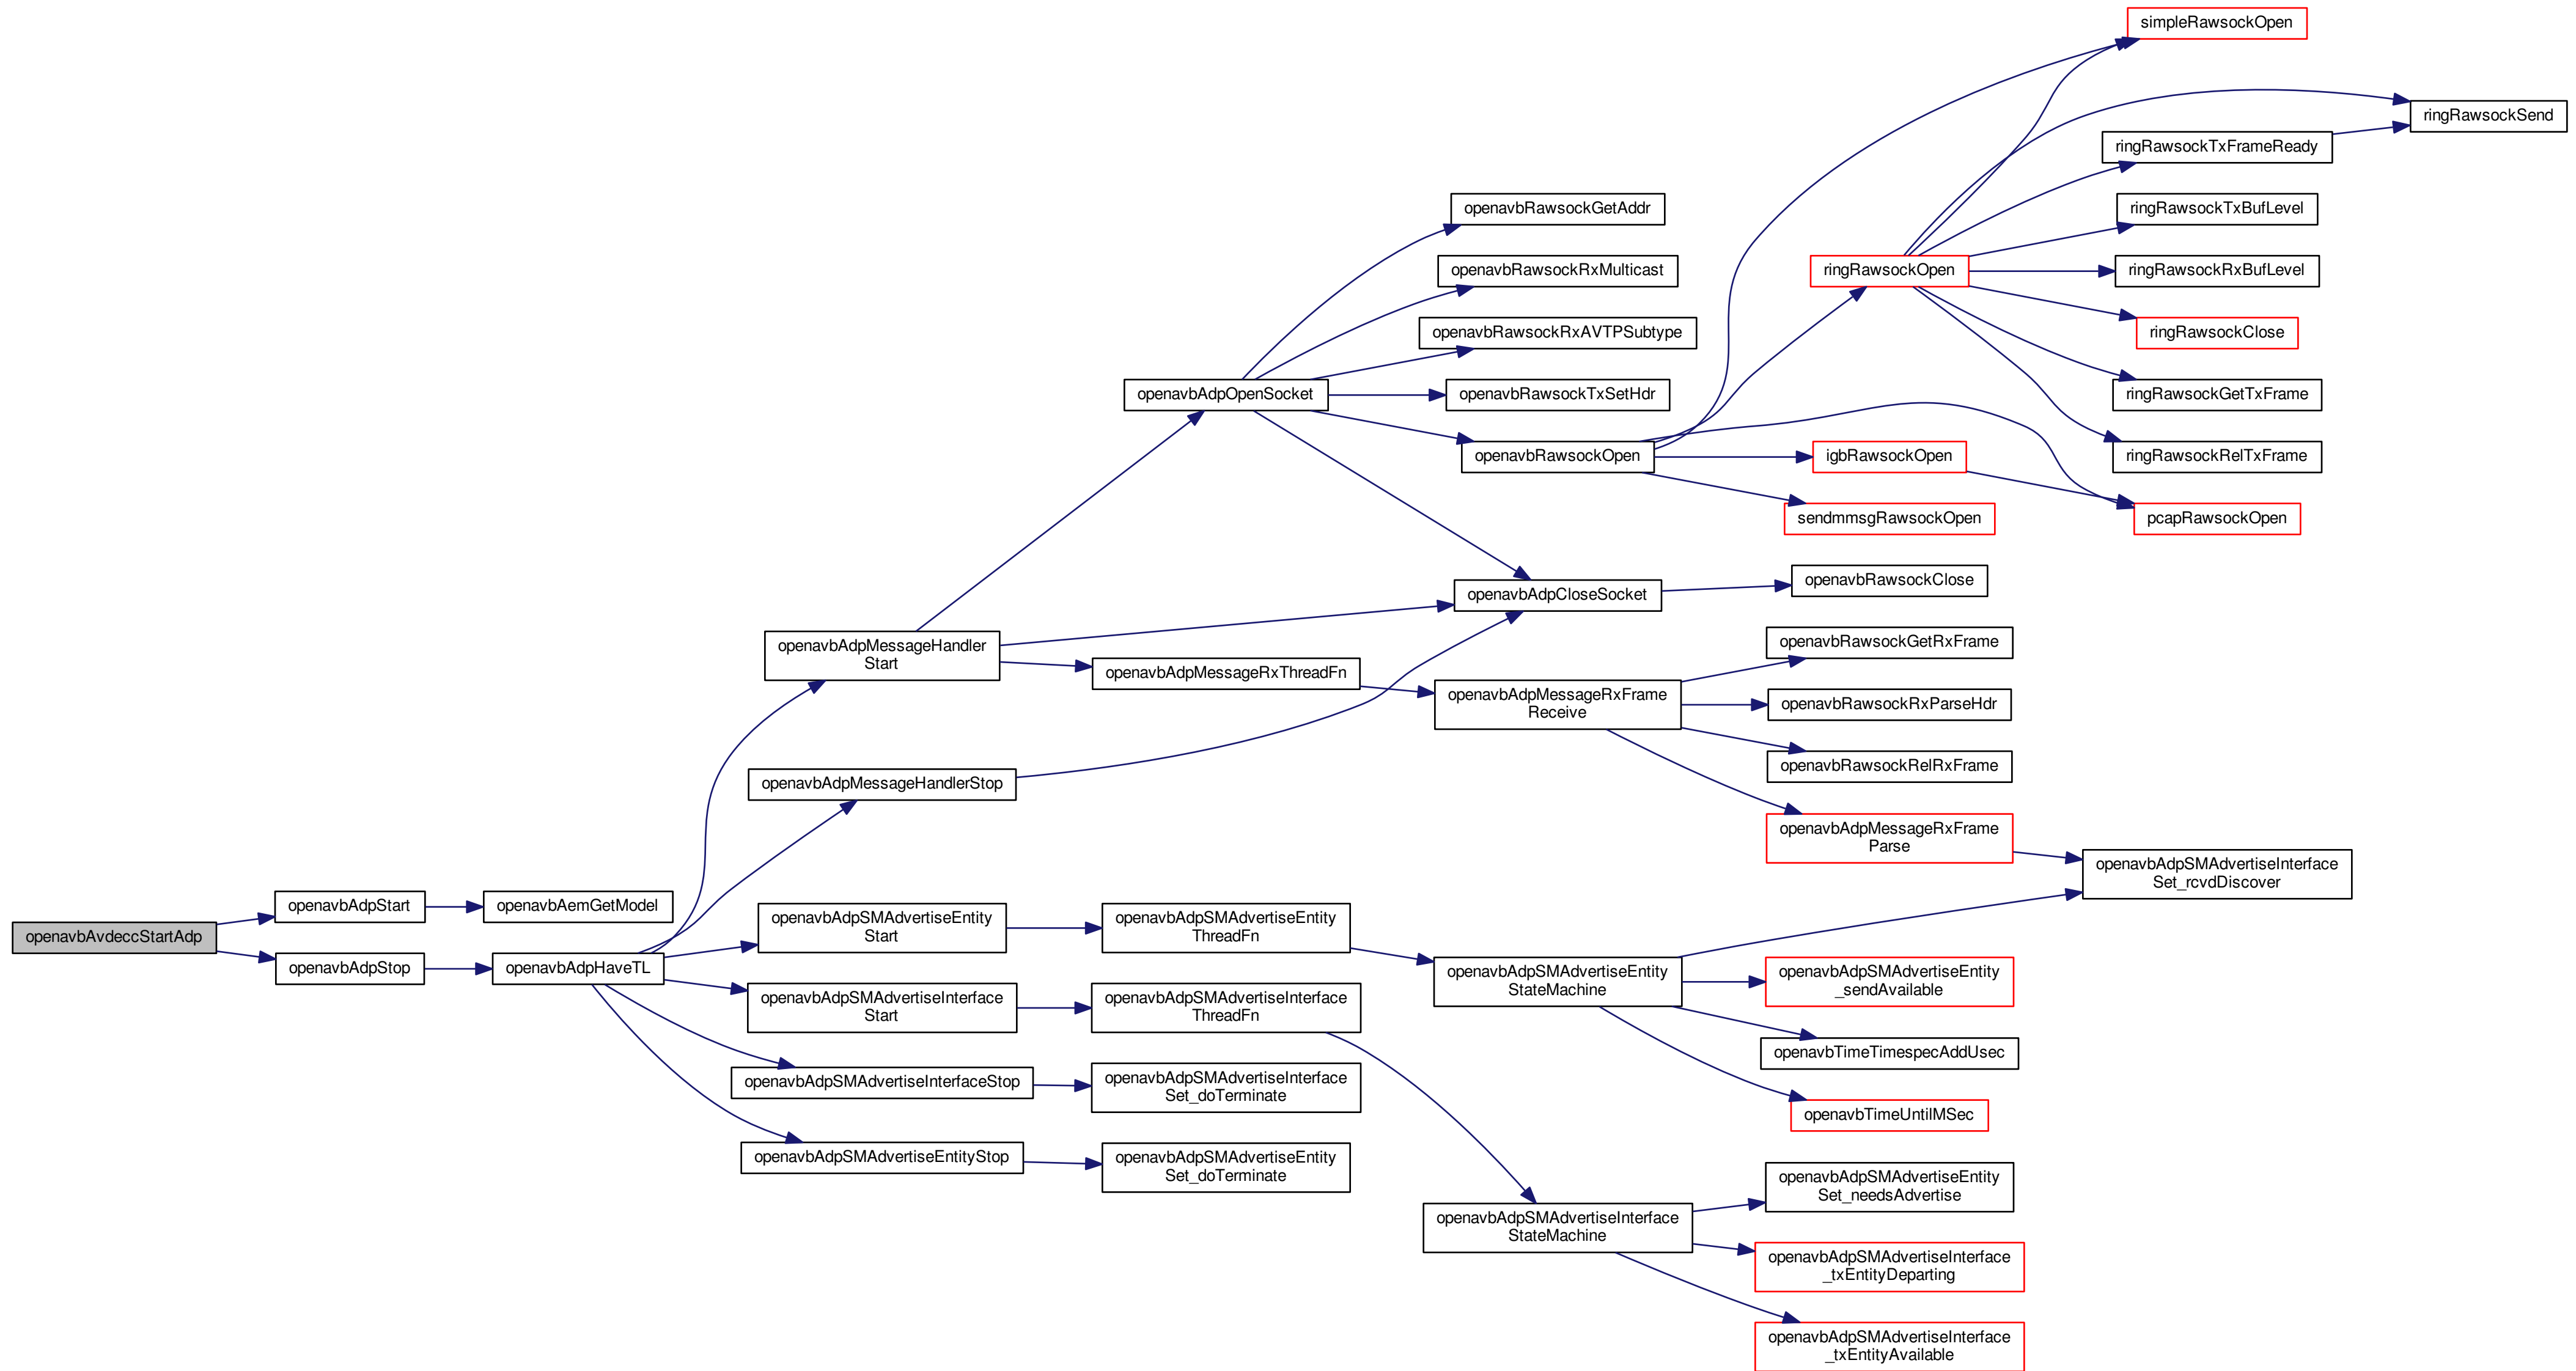 simpleRawsockOpen
ringRawsockSend
ringRawsockTxFrameReady
openavbRawsockGetAddr
ringRawsockTxBufLevel
openavbRawsockRxMulticast
ringRawsockOpen
ringRawsockRxBufLevel
openavbRawsockRxAVTPSubtype
ringRawsockClose
openavbAdpOpenSocket
openavbRawsockTxSetHdr
ringRawsockGetTxFrame
openavbRawsockOpen
igbRawsockOpen
ringRawsockRelTxFrame
sendmmsgRawsockOpen
pcapRawsockOpen
openavbAdpCloseSocket
openavbRawsockClose
openavbAdpMessageHandler
Start
openavbAdpMessageRxThreadFn
openavbRawsockGetRxFrame
openavbAdpMessageRxFrame
Receive
openavbRawsockRxParseHdr
openavbRawsockRelRxFrame
openavbAdpMessageHandlerStop
openavbAdpMessageRxFrame
Parse
openavbAdpSMAdvertiseInterface
Set_rcvdDiscover
openavbAvdeccStartAdp
openavbAdpStart
openavbAemGetModel
openavbAdpStop
openavbAdpHaveTL
openavbAdpSMAdvertiseEntity
Start
openavbAdpSMAdvertiseEntity
ThreadFn
openavbAdpSMAdvertiseEntity
StateMachine
openavbAdpSMAdvertiseEntity
_sendAvailable
openavbAdpSMAdvertiseInterface
Start
openavbAdpSMAdvertiseInterface
ThreadFn
openavbTimeTimespecAddUsec
openavbAdpSMAdvertiseInterfaceStop
openavbAdpSMAdvertiseInterface
Set_doTerminate
openavbTimeUntilMSec
openavbAdpSMAdvertiseEntityStop
openavbAdpSMAdvertiseEntity
Set_doTerminate
openavbAdpSMAdvertiseEntity
Set_needsAdvertise
openavbAdpSMAdvertiseInterface
StateMachine
openavbAdpSMAdvertiseInterface
_txEntityDeparting
openavbAdpSMAdvertiseInterface
_txEntityAvailable